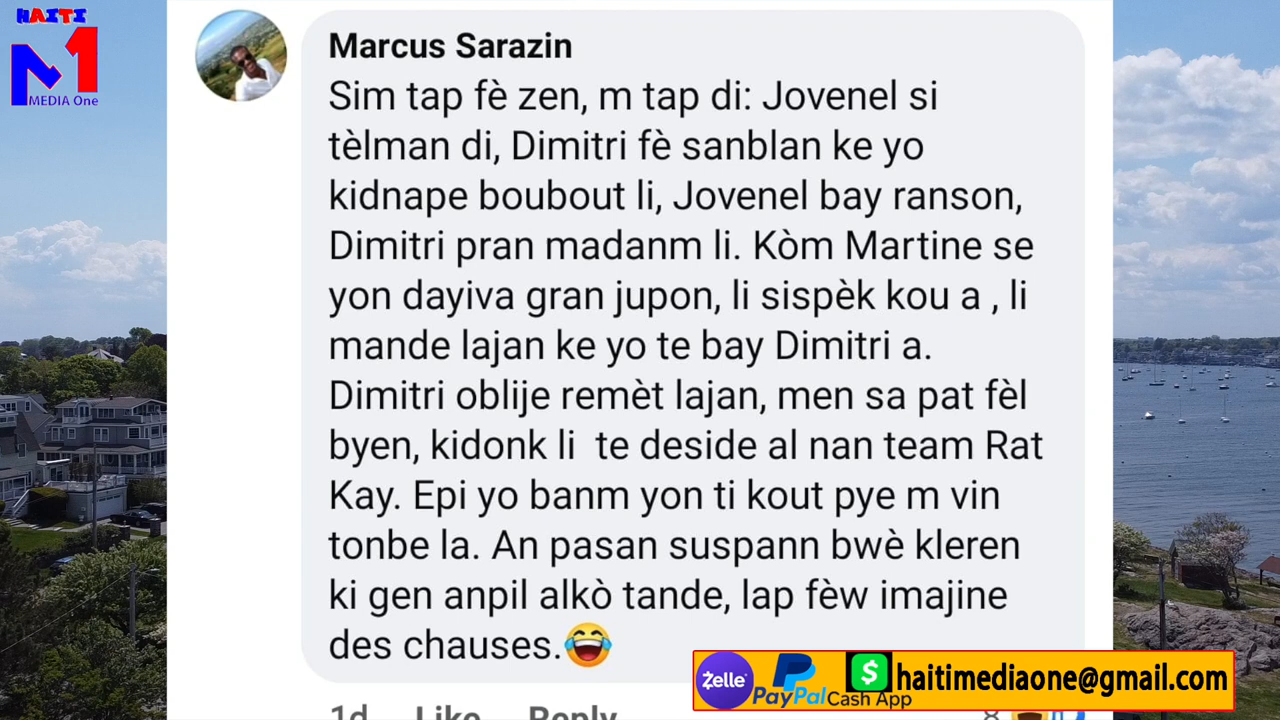 HAITI
M1
MEDIA One
Marcus Sarazin
Sim tap fè zen, m tap di: Jovenel si
tèlman di, Dimitri fè sanblan ke yo
kidnape boubout li, Jovenel bay ranson,
Dimitri pran madanm li. Kòm Martine se
yon dayiva gran jupon, li sispèk kou a , li
mande lajan ke yo te bay Dimitri a.
Dimitri oblije remèt lajan, men sa pat fèl
byen, kidonk li  te deside al nan team Rat
Kay. Epi yo banm yon ti kout pye m vin
tonbe la. An pasan suspann bwè kleren
ki gen anpil alkò tande, lap fèw imajine
des chauses.😂
1d Like Reply 8
Zelle PayPal $ Cash App haitimediaone@gmail.com